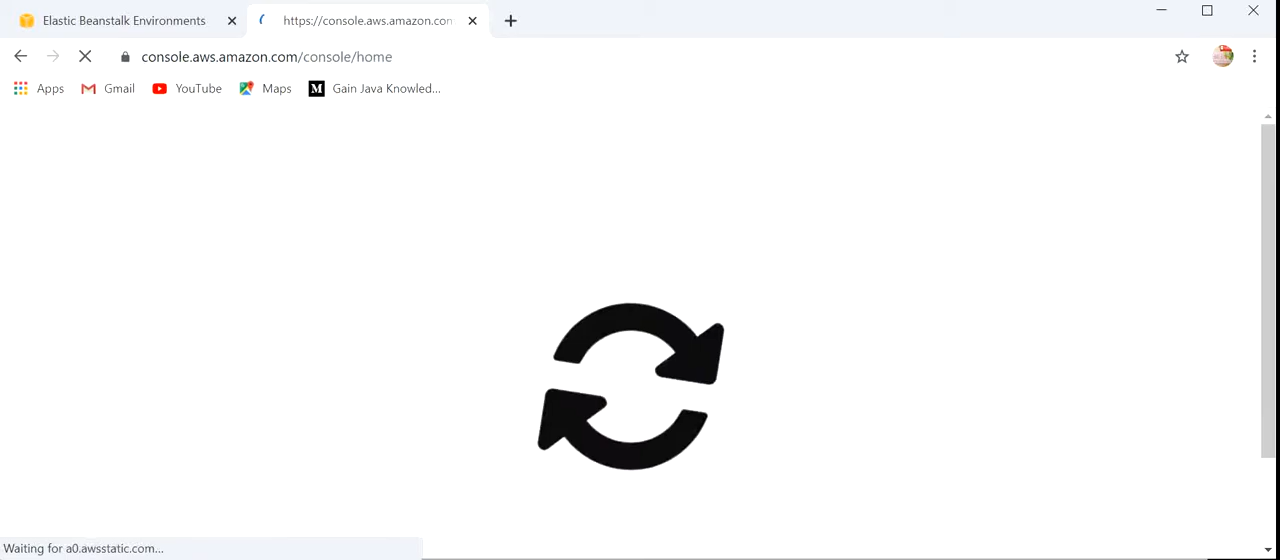 Elastic Beanstalk Environments
https://console.aws.amazon.con
console.aws.amazon.com/console/home
Apps Gmail YouTube Maps M Gain Java Knowled...
Waiting for a0.awsstatic.com...